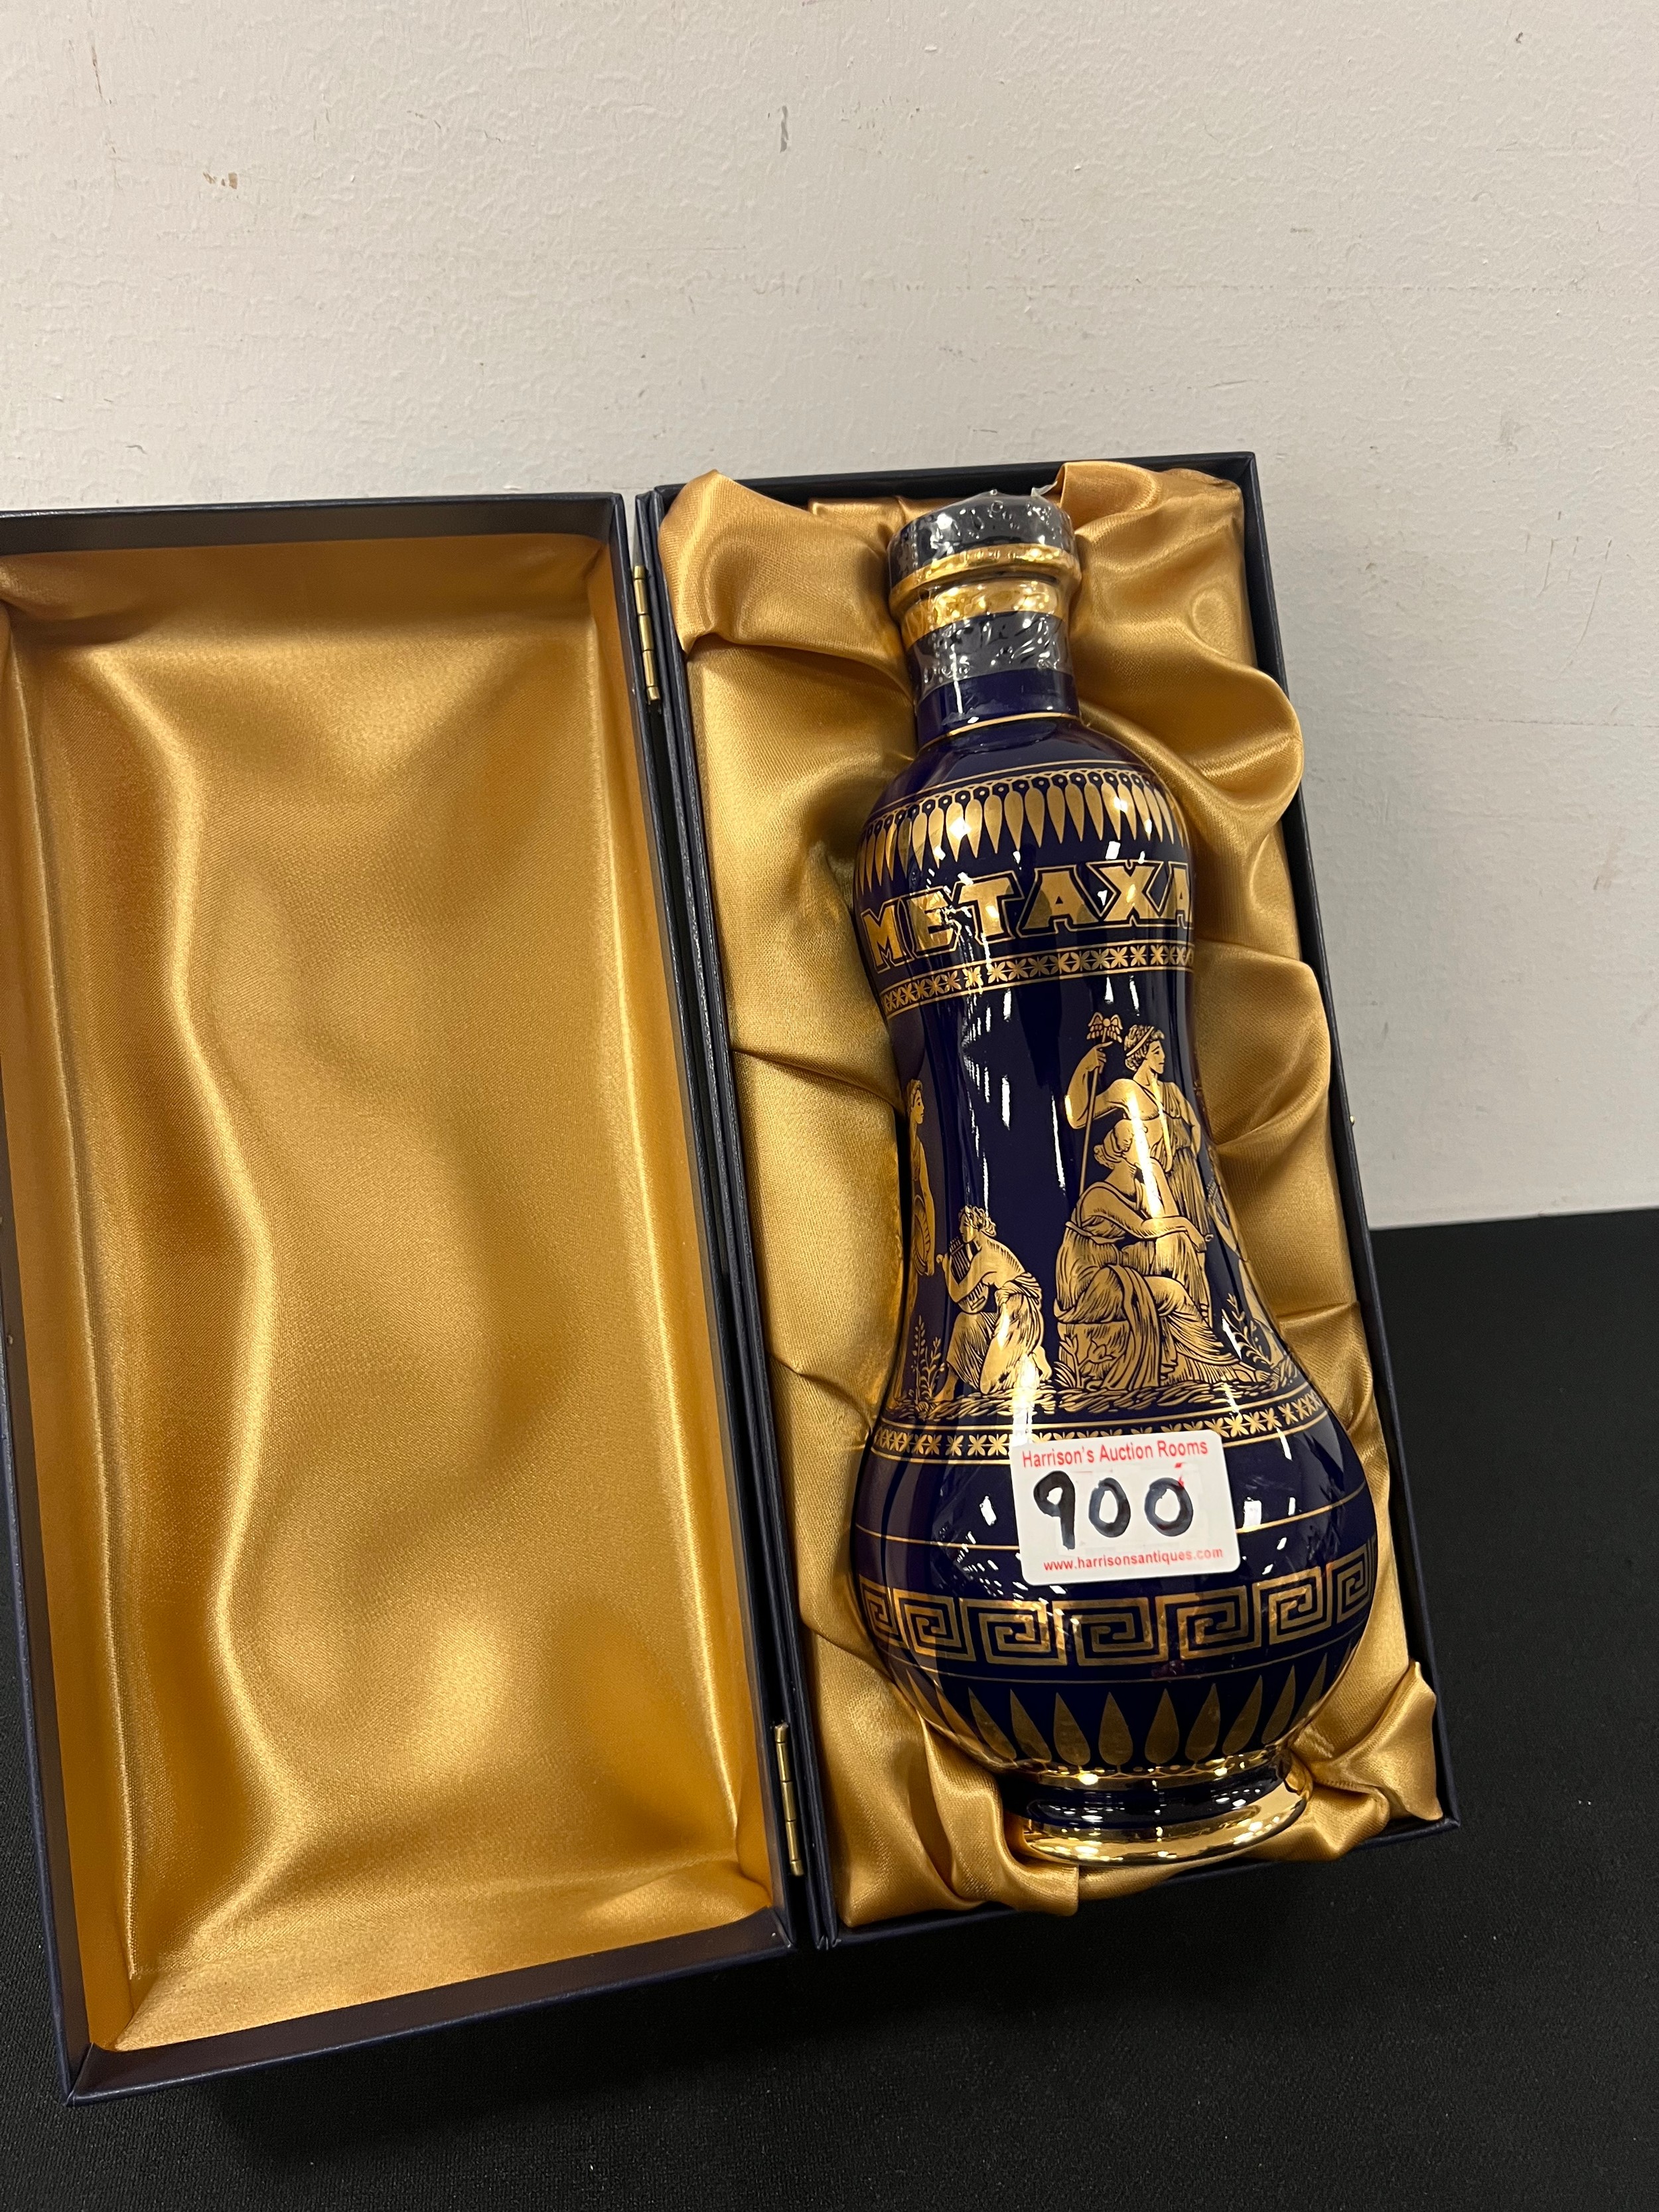 METAXA
Harrison's Auction Rooms
900
www.harrisonsantiques.com